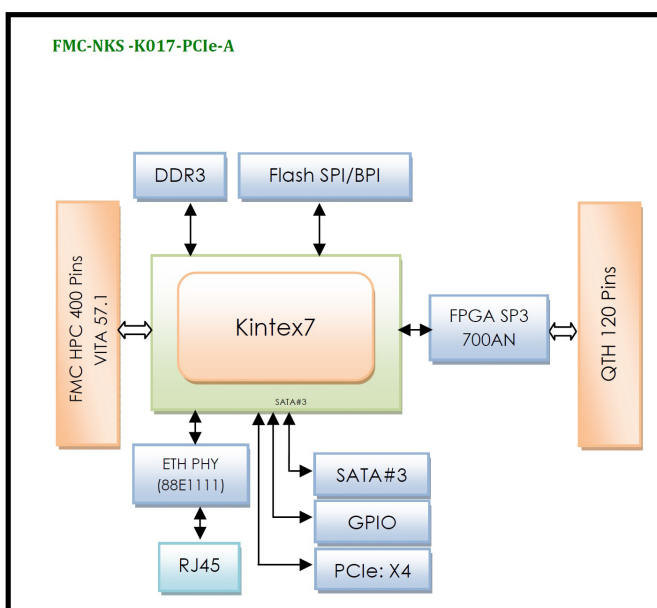 FMC-NKS -K017-PCIe-A
DDR3
Flash SPI/BPI
FMC HPC 400 Pins
VITA 57.1
Kintex7
SATA#3
FPGA SP3
700AN
QTH 120 Pins
ETH PHY
(88E1111)
RJ45
SATA#3
GPIO
PCIe: X4